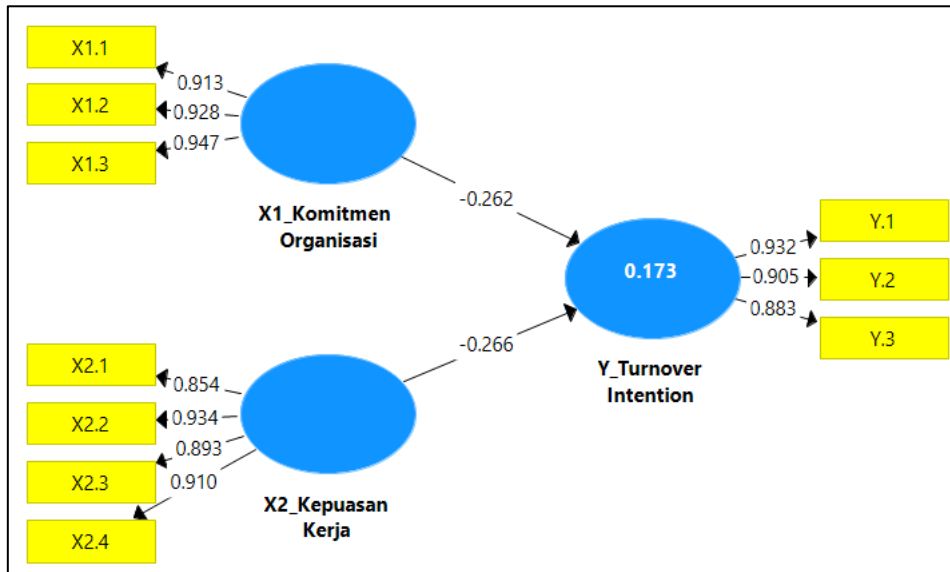 X1.1
X1.2
X1.3
0.913
0.928
0.947
X1_Komitmen
Organisasi
-0.262
X2.1
X2.2
X2.3
X2.4
0.854
0.934
0.893
0.910
X2_Kepuasan
Kerja
-0.266
0.173
Y_Turnover
Intention
0.932
0.905
0.883
Y.1
Y.2
Y.3